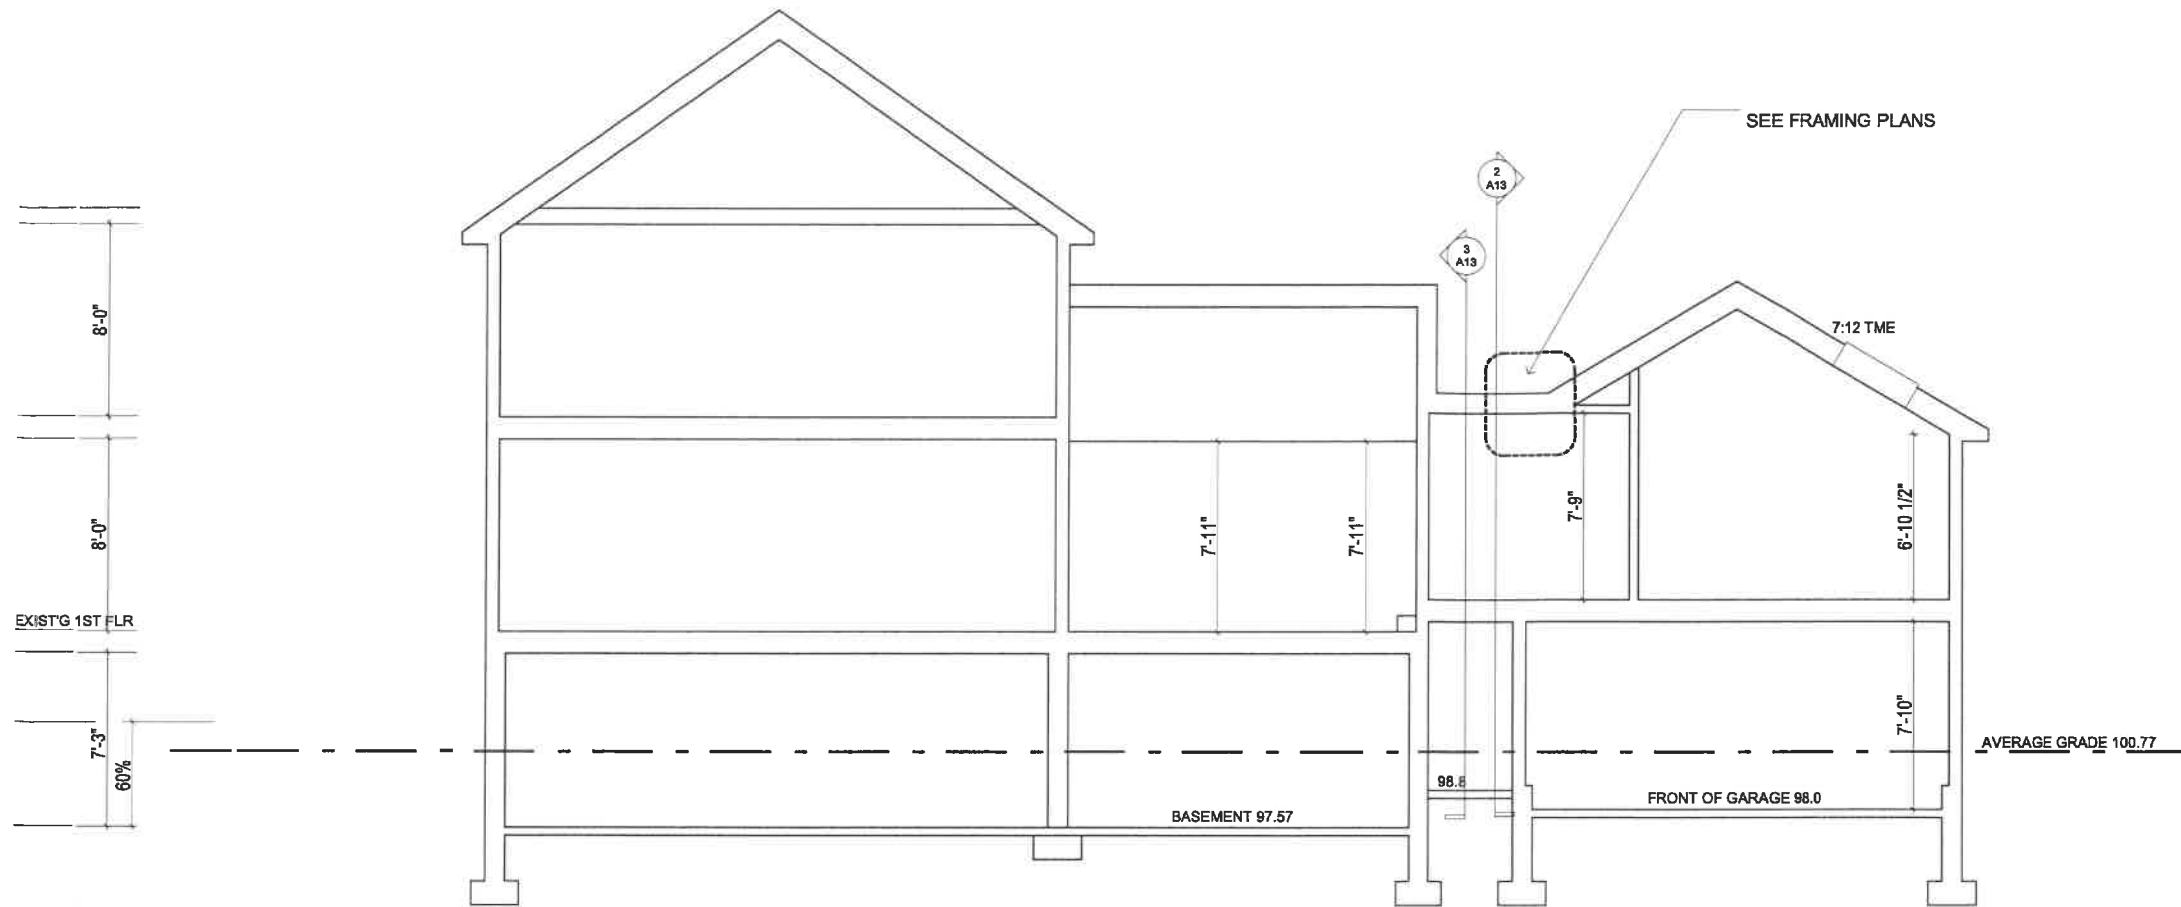 SEE FRAMING PLANS
2
A13
3
A13
7:12 TME
8'-0"
8'-0"
7'-11"
7'-11"
7'-9"
6'-10 1/2"
EXIST'G 1ST FLR
7'-3"
60%
7'-10"
AVERAGE GRADE 100.77
98.8
FRONT OF GARAGE 98.0
BASEMENT 97.57